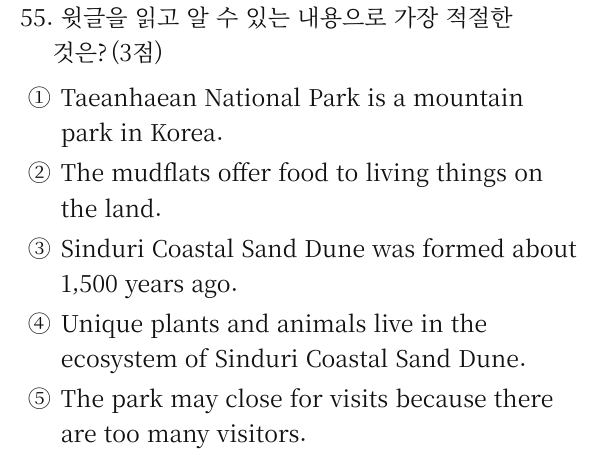 55. 윗글을 읽고 알 수 있는 내용으로 가장 적절한
것은? (3점)
① Taeanhaean National Park is a mountain
park in Korea.
② The mudflats offer food to living things on
the land.
③ Sinduri Coastal Sand Dune was formed about
1,500 years ago.
④ Unique plants and animals live in the
ecosystem of Sinduri Coastal Sand Dune.
⑤ The park may close for visits because there
are too many visitors.